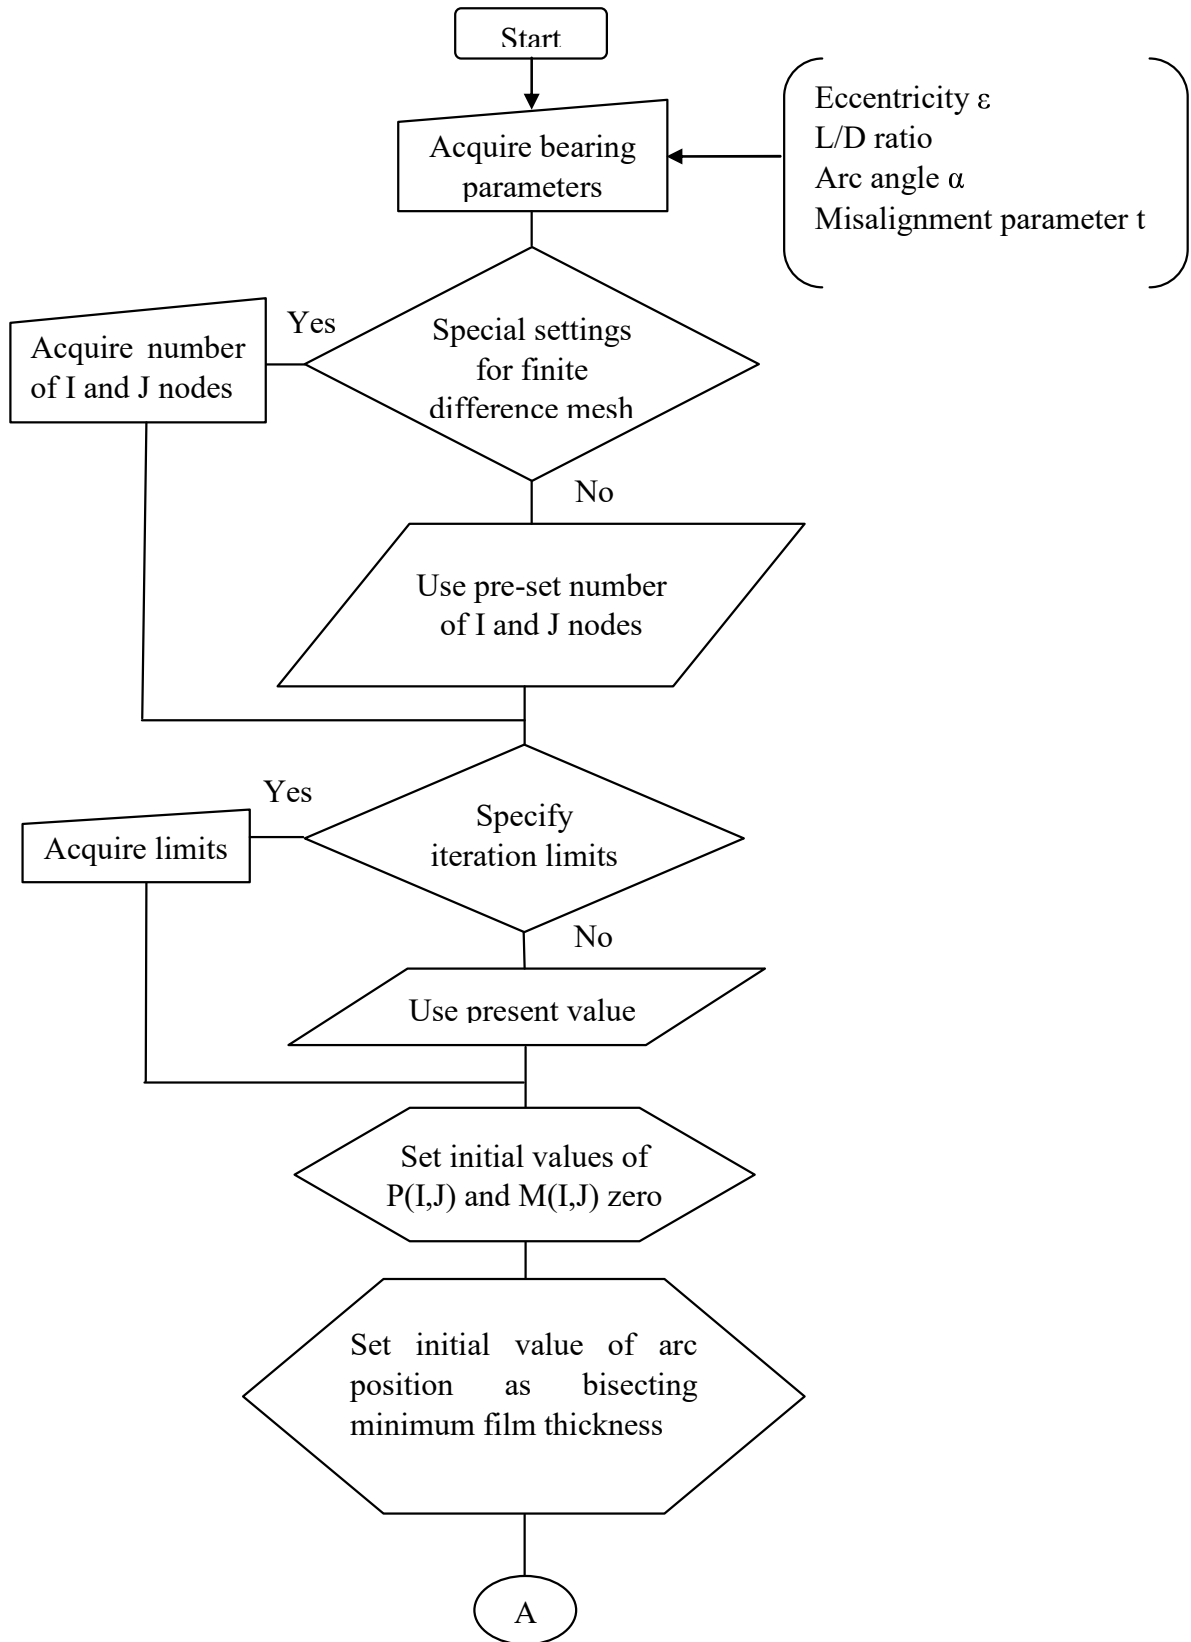 Start
Acquire bearing
parameters
Eccentricity ε
L/D ratio
Arc angle α
Misalignment parameter t
Yes
Acquire number
of I and J nodes
Special settings
for finite
difference mesh
No
Use pre-set number
of I and J nodes
Yes
Acquire limits
Specify
iteration limits
No
Use present value
Set initial values of
P(I,J) and M(I,J) zero
Set initial value of arc
position as bisecting
minimum film thickness
A